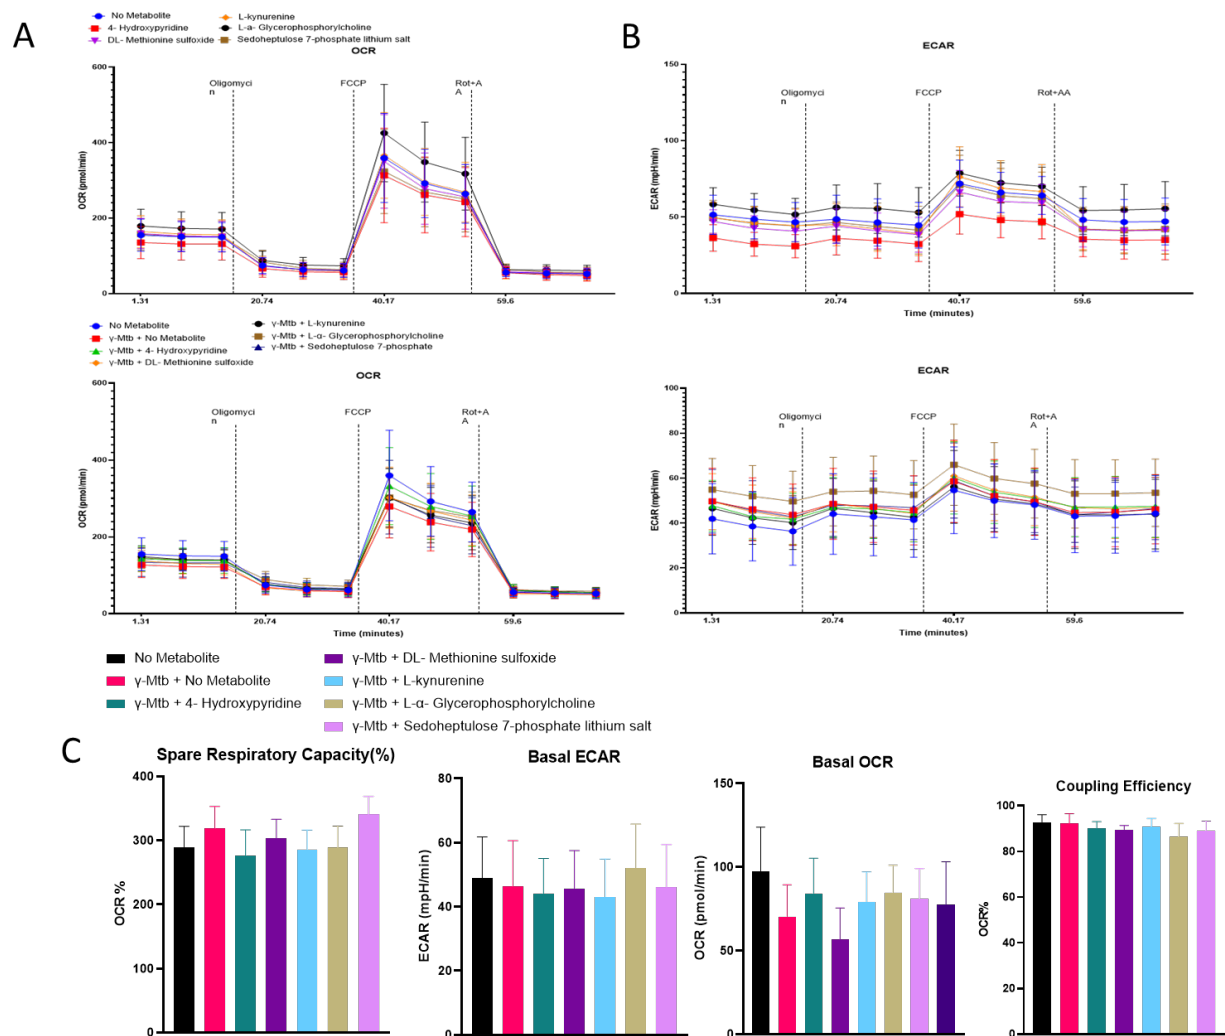 A
No Metabolite
L-kynurenine
4- Hydroxypyridine
L-a- Glycerophosphorylcholine
DL- Methionine sulfoxide
Sedoheptulose 7-phosphate lithium salt
OCR
600
400
200
0
OCR (pmol/min)
Oligomyci
n
FCCP
Rot+A
A
1.31
20.74
40.17
59.6
B
ECAR
150
100
50
0
ECAR (mpH/min)
Oligomyci
n
FCCP
Rot+AA
1.31
20.74
40.17
59.6
Time (minutes)
No Metabolite
γ-Mtb + L-kynurenine
γ-Mtb + No Metabolite
γ-Mtb + L-α- Glycerophosphorylcholine
γ-Mtb + 4- Hydroxypyridine
γ-Mtb + Sedoheptulose 7-phosphate
γ-Mtb + DL- Methionine sulfoxide
OCR
600
400
200
0
OCR (pmol/min)
Oligomyci
n
FCCP
Rot+A
A
1.31
20.74
40.17
59.6
Time (minutes)
ECAR
100
80
60
40
20
0
ECAR (mpH/min)
Oligomyci
n
FCCP
Rot+A
A
1.31
20.74
40.17
59.6
Time (minutes)
No Metabolite
γ-Mtb + DL- Methionine sulfoxide
γ-Mtb + No Metabolite
γ-Mtb + L-kynurenine
γ-Mtb + 4- Hydroxypyridine
γ-Mtb + L-α- Glycerophosphorylcholine
γ-Mtb + Sedoheptulose 7-phosphate lithium salt
C
Spare Respiratory Capacity(%)
400
300
200
100
0
OCR %
Basal ECAR
80
60
40
20
0
ECAR (mpH/min)
Basal OCR
150
100
50
0
OCR (pmol/min)
Coupling Efficiency
100
80
60
40
20
0
OCR%